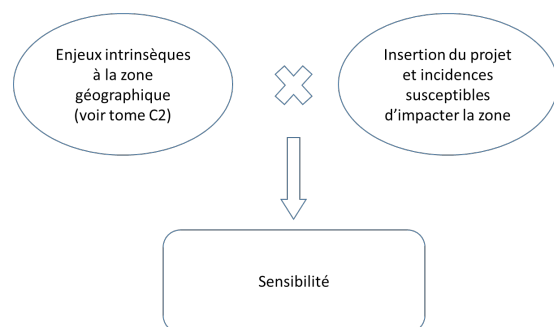 Enjeux intrinsèques
à la zone
géographique
(voir tome C2)
Insertion du projet
et incidences
susceptibles
d'impacter la zone
Sensibilité